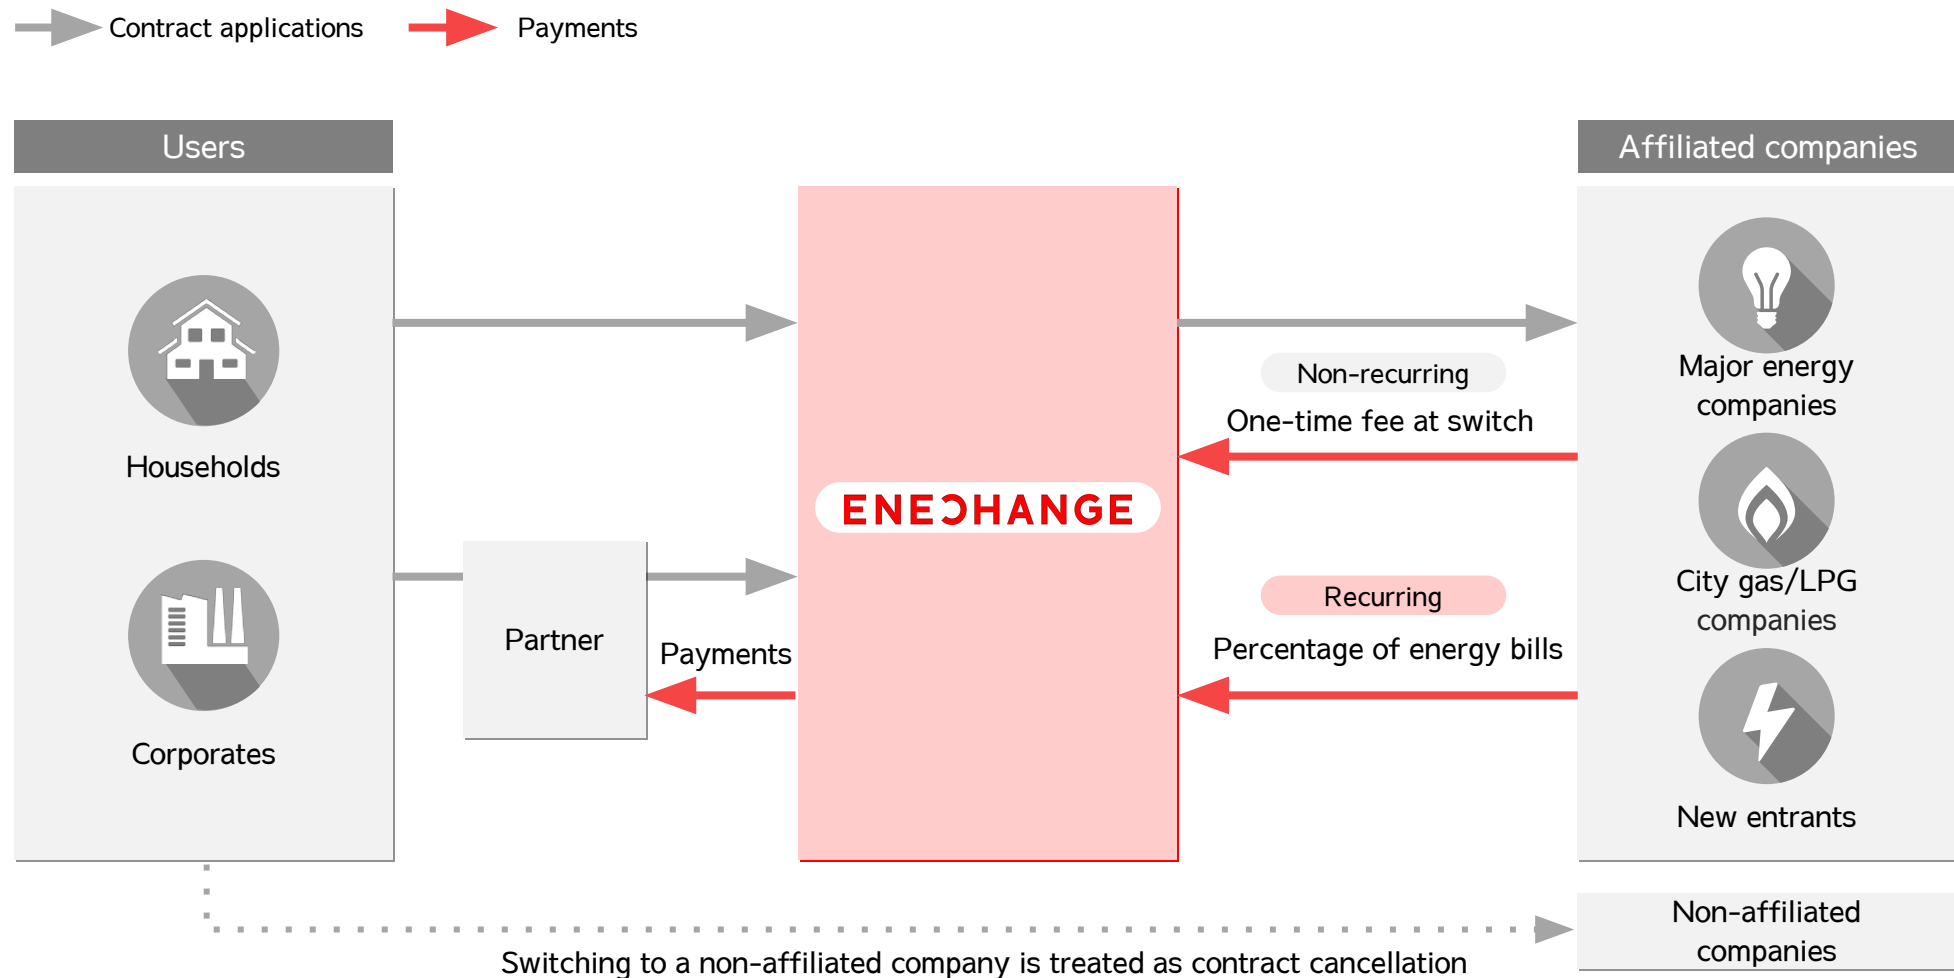 Contract applications
Payments
Users
Affiliated companies
Households
Corporates
Partner
Payments
ENECHANGE
Non-recurring
One-time fee at switch
Recurring
Percentage of energy bills
Major energy
companies
City gas/LPG
companies
New entrants
Non-affiliated
companies
Switching to a non-affiliated company is treated as contract cancellation